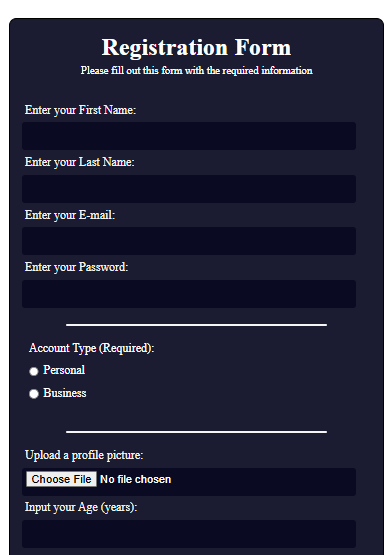 Registration Form
Please fill out this form with the required information
Enter your First Name:
Enter your Last Name:
Enter your E-mail:
Enter your Password:
Account Type (Required):
Personal
Business
Upload a profile picture:
Choose File No file chosen
Input your Age (years):